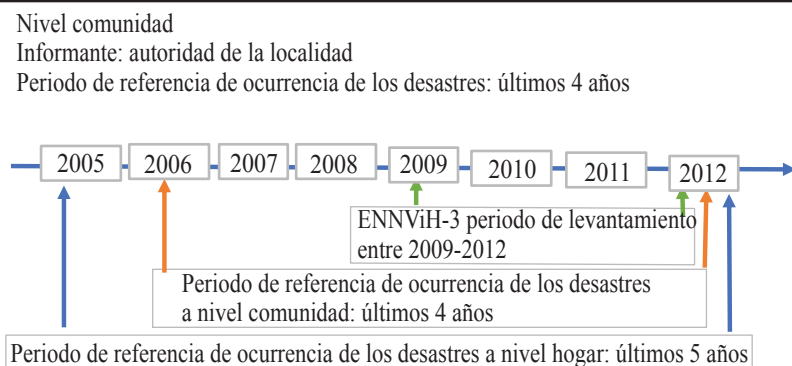 Nivel comunidad
Informante: autoridad de la localidad
Periodo de referencia de ocurrencia de los desastres: últimos 4 años
2005 2006 2007 2008 2009 2010 2011 2012
ENNViH-3 periodo de levantamiento
entre 2009-2012
Periodo de referencia de ocurrencia de los desastres
a nivel comunidad: últimos 4 años
Periodo de referencia de ocurrencia de los desastres a nivel hogar: últimos 5 años